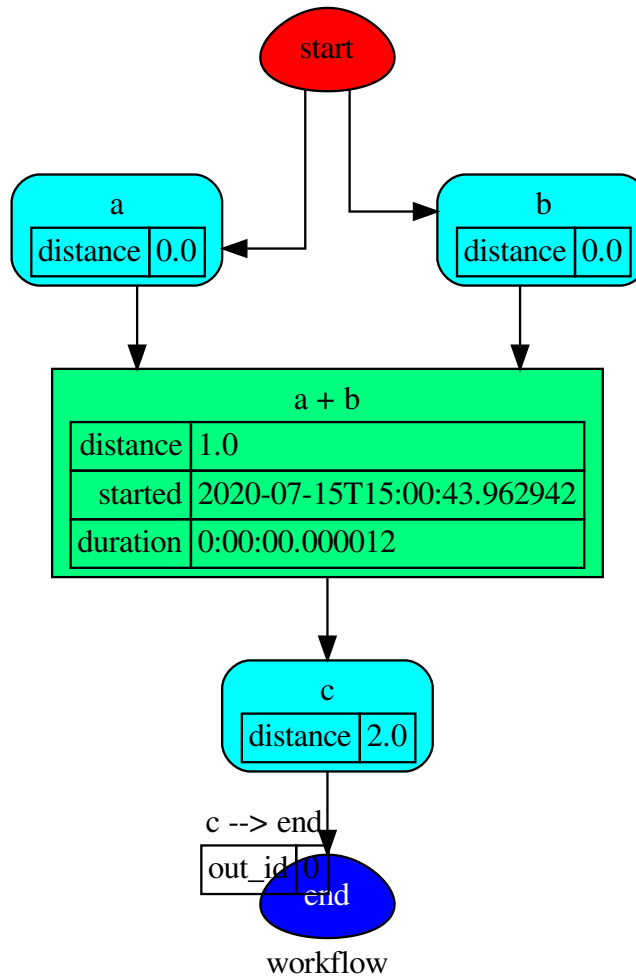 start
a
distance 0.0
b
distance 0.0
a + b
distance 1.0
started 2020-07-15T15:00:43.962942
duration 0:00:00.000012
c
distance 2.0
c --> end
out_id 0
end
workflow